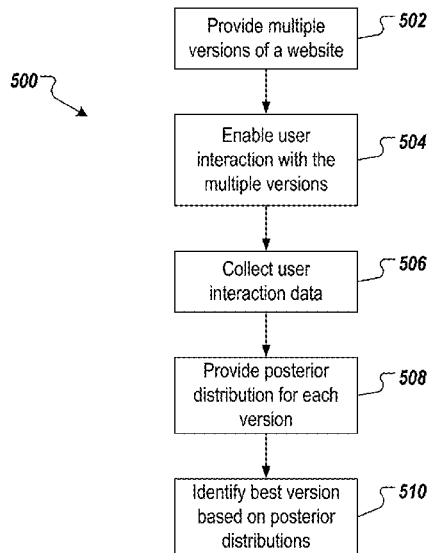 500
Provide multiple
versions of a website
502
Enable user
interaction with the
multiple versions
504
Collect user
interaction data
506
Provide posterior
distribution for each
version
508
Identify best version
based on posterior
distributions
510